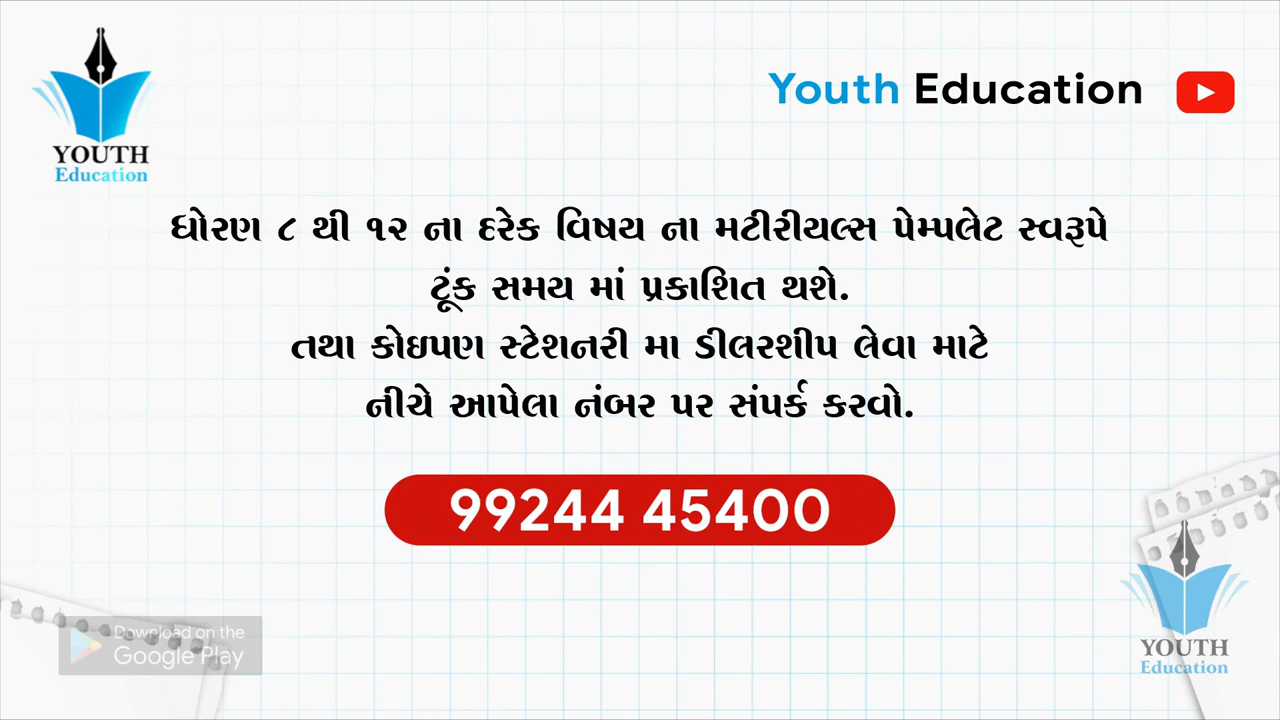 YOUTH
Education
Youth Education
ધોરણ ૮ થી ૧૨ ના દરેક વિષય ના મટીરીયલ્સ પેમ્પલેટ સ્વરૂપે
ટૂંક સમય માં પ્રકાશિત થશે.
તથા કોઇપણ સ્ટેશનરી મા ડીલરશીપ લેવા માટે
નીચે આપેલા નંબર પર સંપર્ક કરવો.
99244 45400
Download on the
Google Play
YOUTH
Education